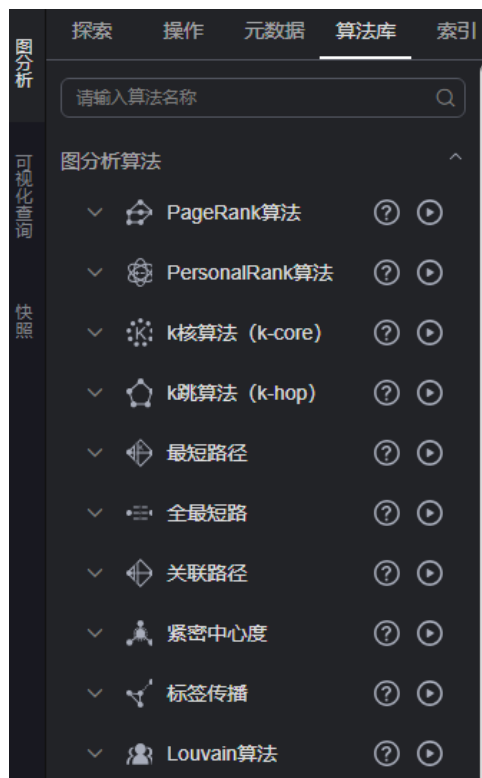 图分析
可视化查询
快照
探索 操作 元数据 算法库 索引
请输入算法名称
图分析算法
PageRank算法
PersonalRank算法
k核算法（k-core）
k跳算法（k-hop）
最短路径
全最短路
关联路径
紧密中心度
标签传播
Louvain算法